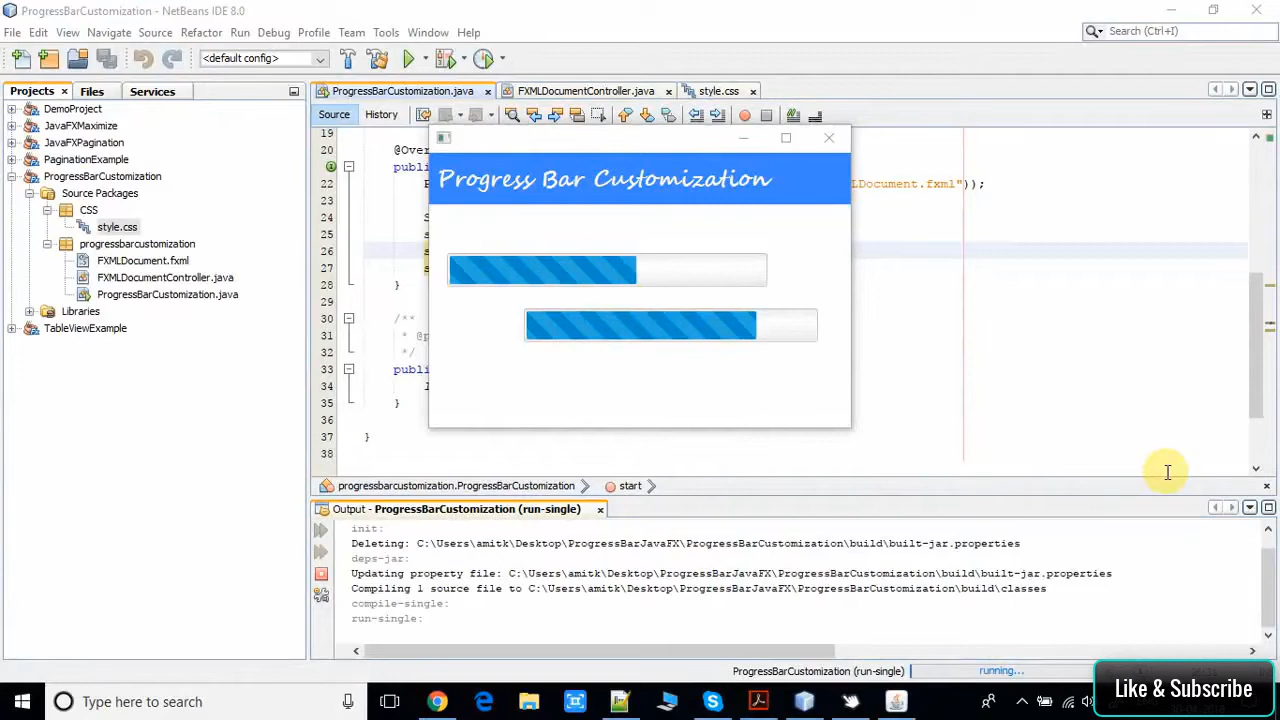 ProgressBarCustomization - NetBeans IDE 8.0
File Edit View Navigate Source Refactor Run Debug Profile Team Tools Window Help
Search (Ctrl+I)
<default config>
Projects Files Services
ProgressBarCustomization.java FXMLDocumentController.java style.css
Source History
DemoProject
JavaFXMaximize
JavaFXPagination
PaginationExample
ProgressBarCustomization
Source Packages
CSS
style.css
progressbarcustomization
FXMLDocument.fxml
FXMLDocumentController.java
ProgressBarCustomization.java
Libraries
TableViewExample
19
20 @Over
publi
22 LDocument.fxml"));
23
24 S
25 s
26 s
27 s
28 }
29
30 /**
31 * @p
32 */
33 publi
34
35 }
36
37 }
38
Progress Bar Customization
progressbarcustomization.ProgressBarCustomization start
Output - ProgressBarCustomization (run-single)
init:
Deleting: C:\Users\amitk\Desktop\ProgressBarJavaFX\ProgressBarCustomization\build\built-jar.properties
deps-jar:
Updating property file: C:\Users\amitk\Desktop\ProgressBarJavaFX\ProgressBarCustomization\build\built-jar.properties
Compiling 1 source file to C:\Users\amitk\Desktop\ProgressBarJavaFX\ProgressBarCustomization\build\classes
compile-single:
run-single:
ProgressBarCustomization (run-single) running...
Like & Subscribe
Type here to search